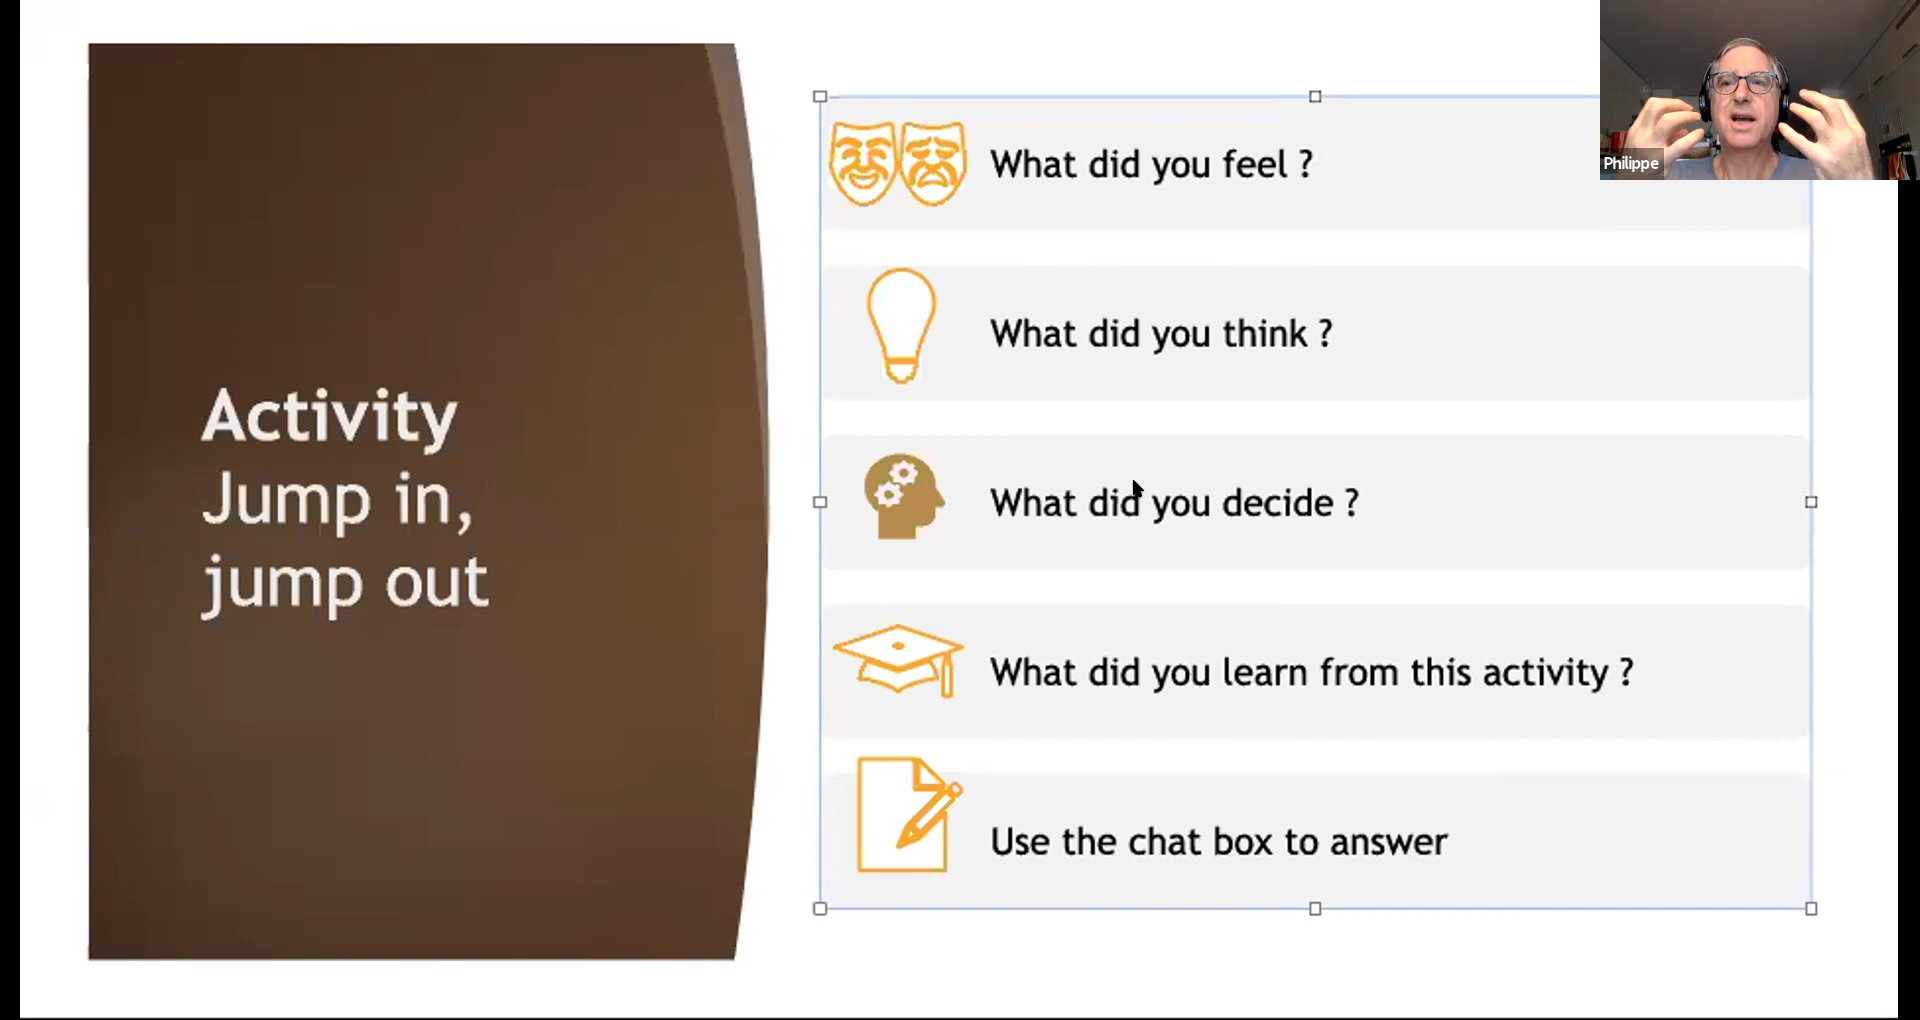 Activity
Jump in,
jump out
What did you feel ?
What did you think ?
What did you decide ?
What did you learn from this activity ?
Use the chat box to answer
Philippe